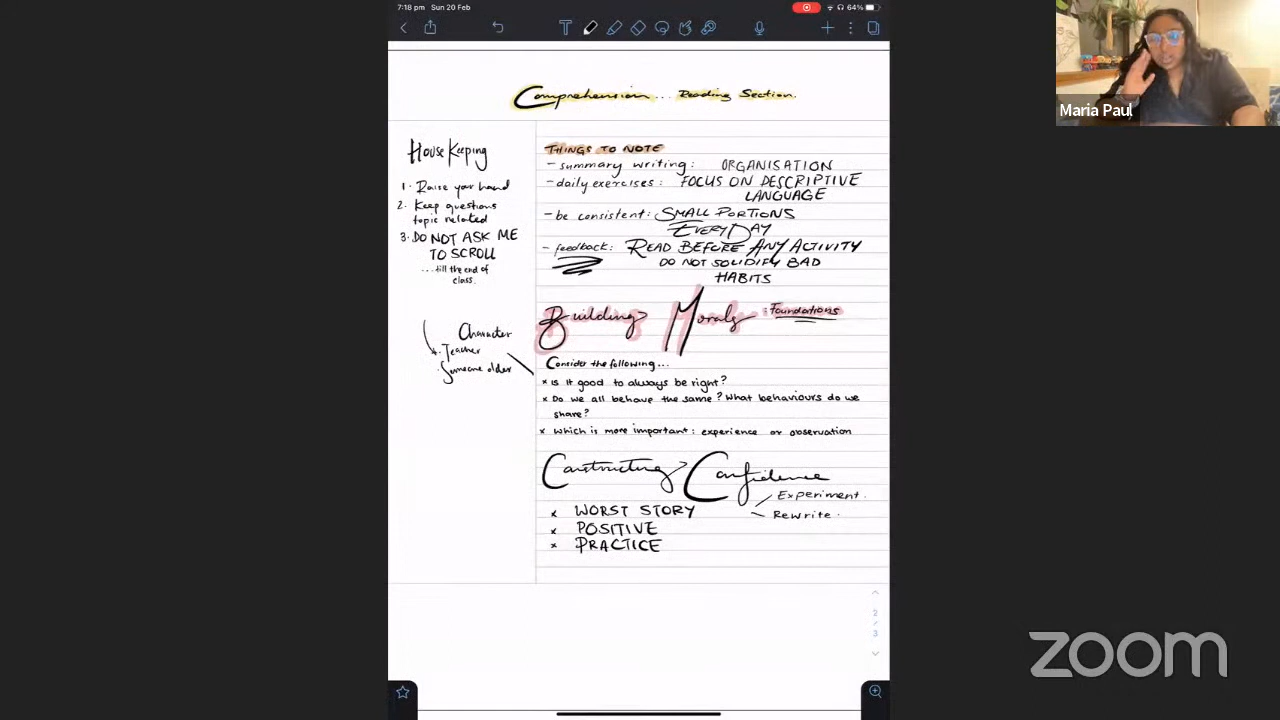 7:18 pm Sun 20 Feb
64%
Comprehension... Reading Section.
House Keeping
1. Raise your hand
2. Keep questions
topic related
3. DO NOT ASK ME
TO SCROLL
...till the end of
class.
Character
Teacher
Someone older
THINGS TO NOTE
- summary writing: ORGANISATION
- daily exercises: FOCUS ON DESCRIPTIVE
LANGUAGE
- be consistent: SMALL PORTIONS
EVERY DAY
- feedback: READ BEFORE ANY ACTIVITY
DO NOT SOLIDIFY BAD
HABITS
Building Morals: Foundations
Consider the following...
x Is it good to always be right?
x Do we all behave the same? What behaviours do we
share?
x Which is more important: experience or observation
Constructing Confidence
Experiment.
Rewrite.
x WORST STORY
x POSITIVE
x PRACTICE
2 / 3
Maria Paul
zoom